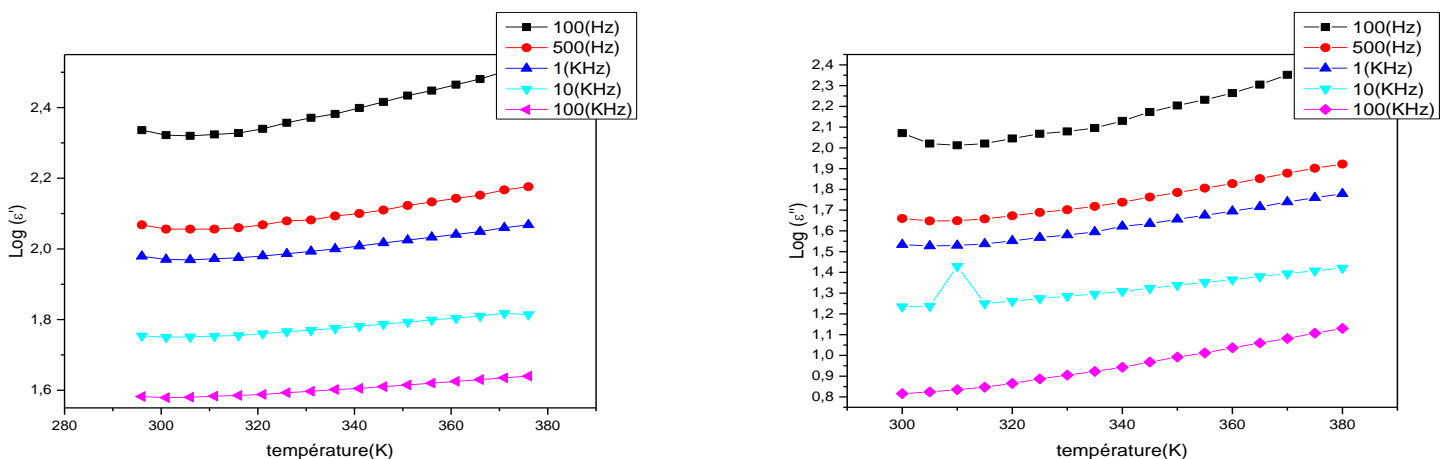 100(Hz)
500(Hz)
1(KHz)
10(KHz)
100(KHz)
Log (ε')
2,4
2,2
2,0
1,8
1,6
280
300
320
340
360
380
température(K)
100(Hz)
500(Hz)
1(KHz)
10(KHz)
100(KHz)
Log (ε'')
2,4
2,3
2,2
2,1
2,0
1,9
1,8
1,7
1,6
1,5
1,4
1,3
1,2
1,1
1,0
0,9
0,8
300
320
340
360
380
température(K)